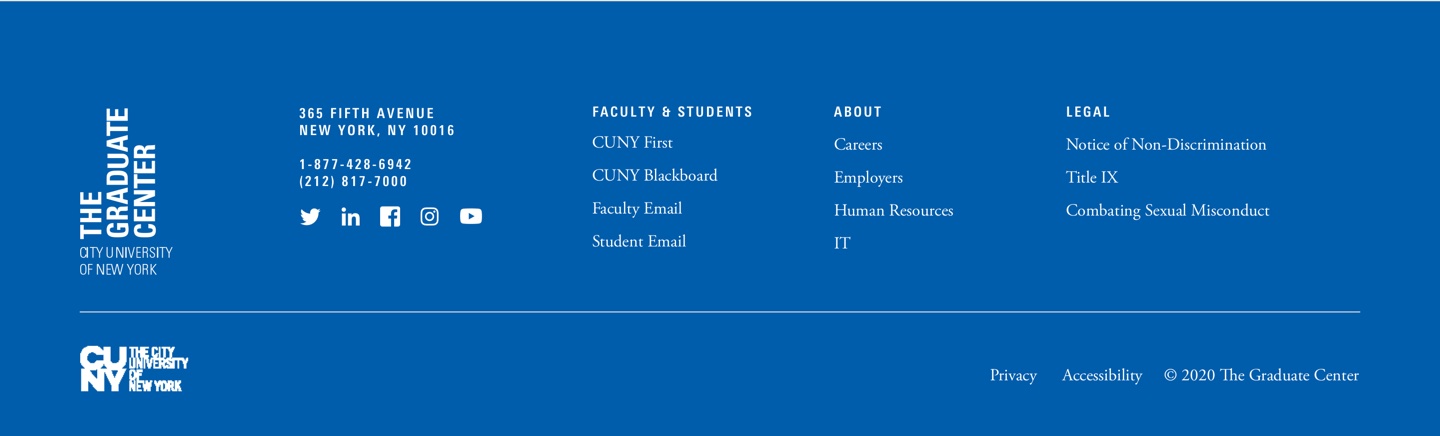 THE
GRADUATE
CENTER
CITY UNIVERSITY
OF NEW YORK
365 FIFTH AVENUE
NEW YORK, NY 10016
1-877-428-6942
(212) 817-7000
in
FACULTY & STUDENTS
CUNY First
CUNY Blackboard
Faculty Email
Student Email
ABOUT
Careers
Employers
Human Resources
IT
LEGAL
Notice of Non-Discrimination
Title IX
Combating Sexual Misconduct
CU
NY
THE CITY
UNIVERSITY
OF
NEW YORK
Privacy
Accessibility
© 2020 The Graduate Center